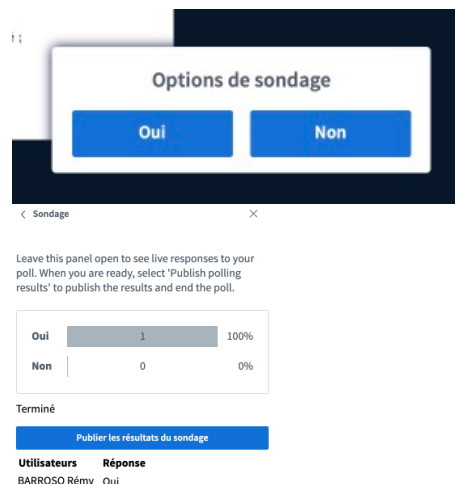 ;
Options de sondage
Oui Non
< Sondage ×
Leave this panel open to see live responses to your
poll. When you are ready, select 'Publish polling
results' to publish the results and end the poll.
Oui 1 100%
Non 0 0%
Terminé
Publier les résultats du sondage
Utilisateurs Réponse
BARROSO Rémy Oui